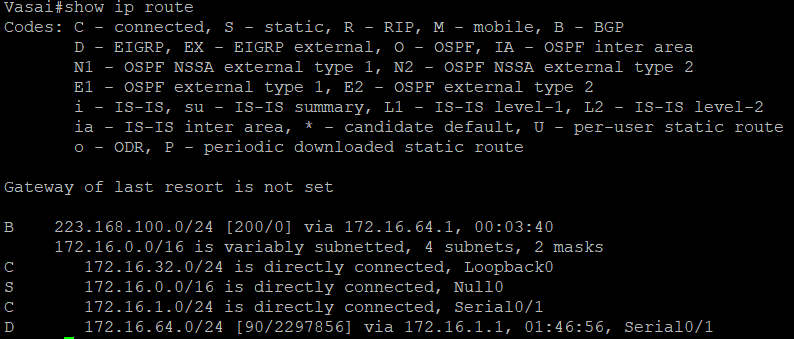 Vasai#show ip route
Codes: C - connected, S - static, R - RIP, M - mobile, B - BGP
       D - EIGRP, EX - EIGRP external, O - OSPF, IA - OSPF inter area
       N1 - OSPF NSSA external type 1, N2 - OSPF NSSA external type 2
       E1 - OSPF external type 1, E2 - OSPF external type 2
       i - IS-IS, su - IS-IS summary, L1 - IS-IS level-1, L2 - IS-IS level-2
       ia - IS-IS inter area, * - candidate default, U - per-user static route
       o - ODR, P - periodic downloaded static route
Gateway of last resort is not set
B    223.168.100.0/24 [200/0] via 172.16.64.1, 00:03:40
     172.16.0.0/16 is variably subnetted, 4 subnets, 2 masks
C       172.16.32.0/24 is directly connected, Loopback0
S       172.16.0.0/16 is directly connected, Null0
C       172.16.1.0/24 is directly connected, Serial0/1
D       172.16.64.0/24 [90/2297856] via 172.16.1.1, 01:46:56, Serial0/1